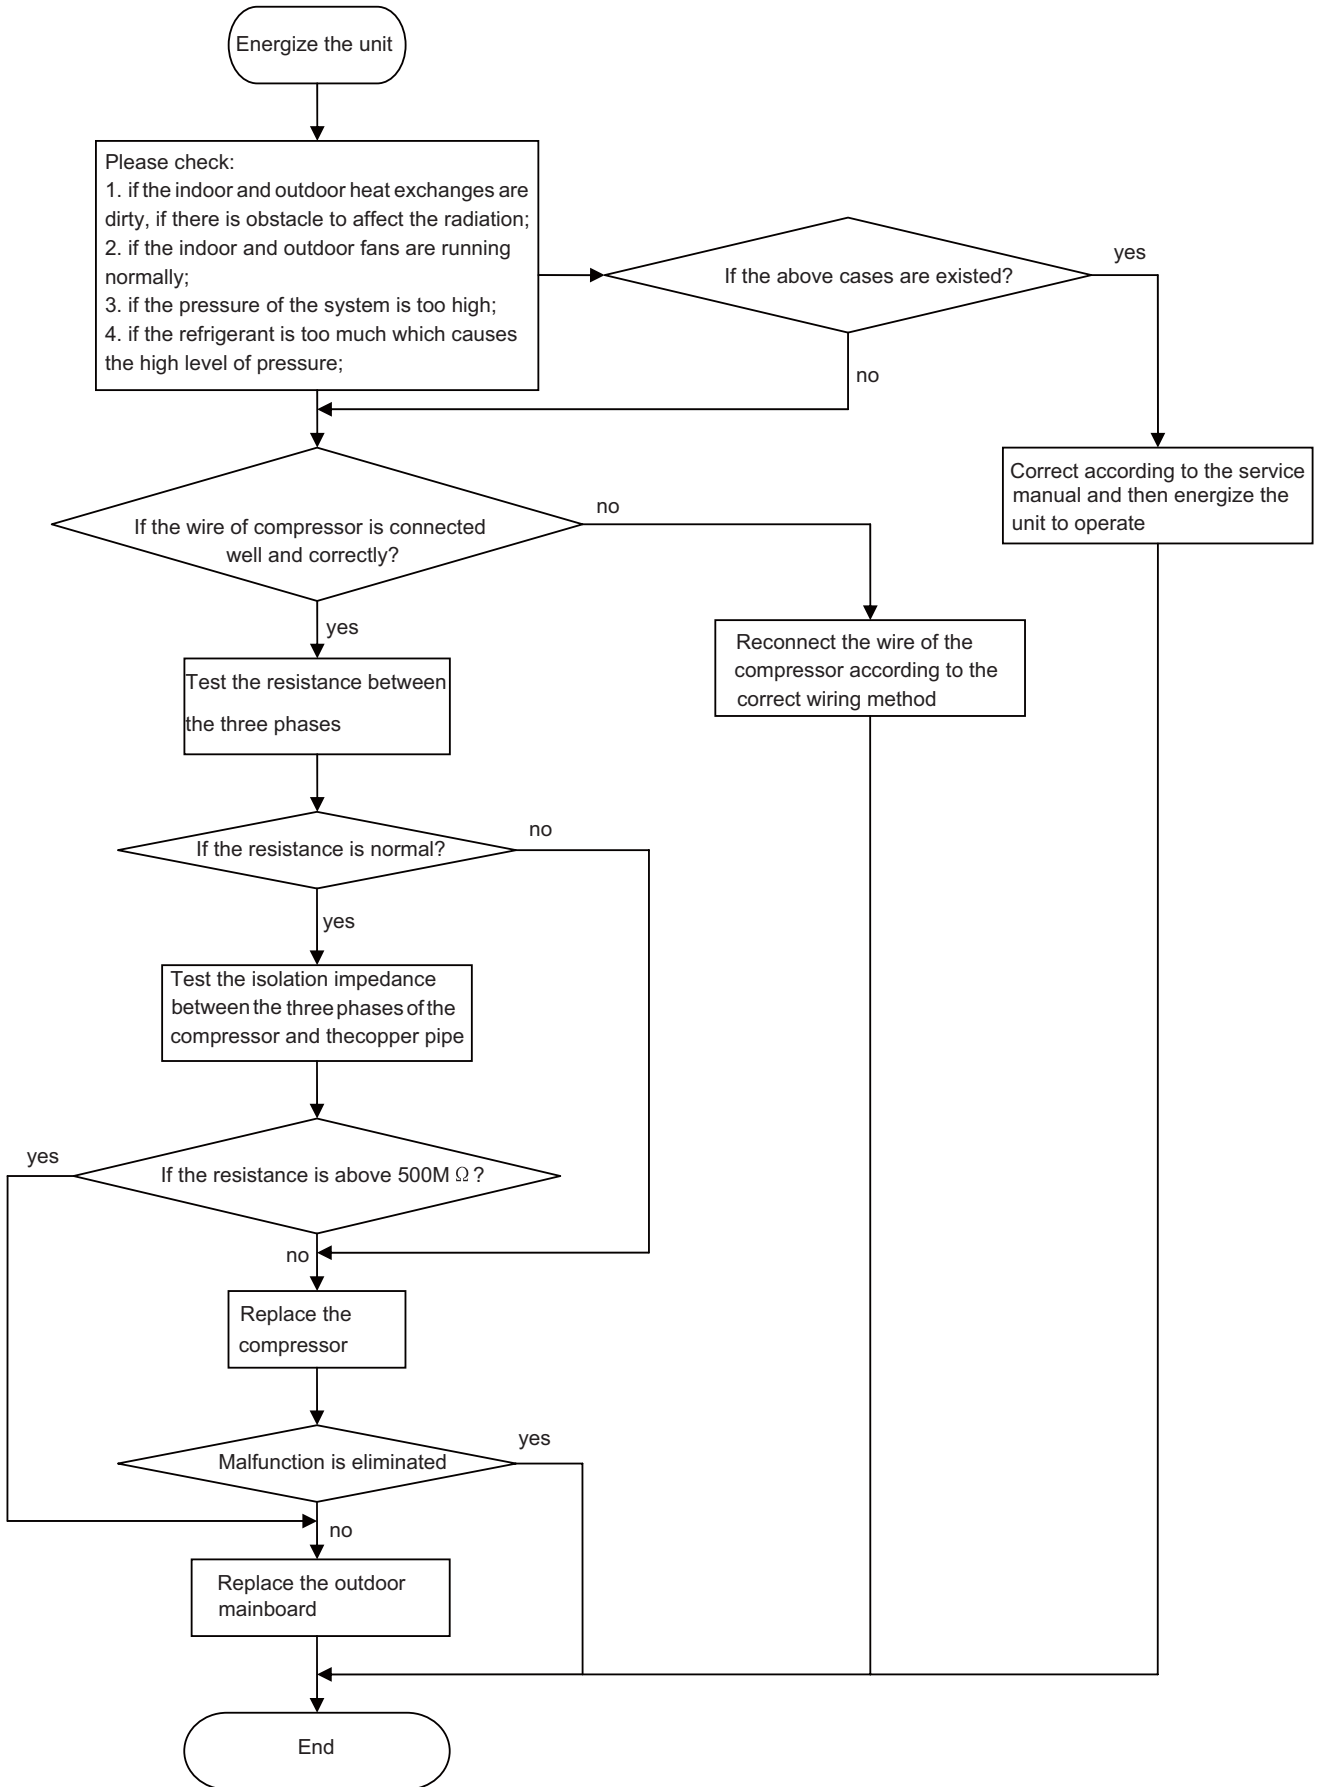 Energize the unit
Please check:
1. if the indoor and outdoor heat exchanges are
dirty, if there is obstacle to affect the radiation;
2. if the indoor and outdoor fans are running
normally;
3. if the pressure of the system is too high;
4. if the refrigerant is too much which causes
the high level of pressure;
If the above cases are existed?
yes
no
Correct according to the service
manual and then energize the
unit to operate
If the wire of compressor is connected
well and correctly?
no
yes
Reconnect the wire of the
compressor according to the
correct wiring method
Test the resistance between
the three phases
If the resistance is normal?
no
yes
Test the isolation impedance
between the three phases of the
compressor and thecopper pipe
If the resistance is above 500M Ω ?
yes
no
Replace the
compressor
Malfunction is eliminated
yes
no
Replace the outdoor
mainboard
End